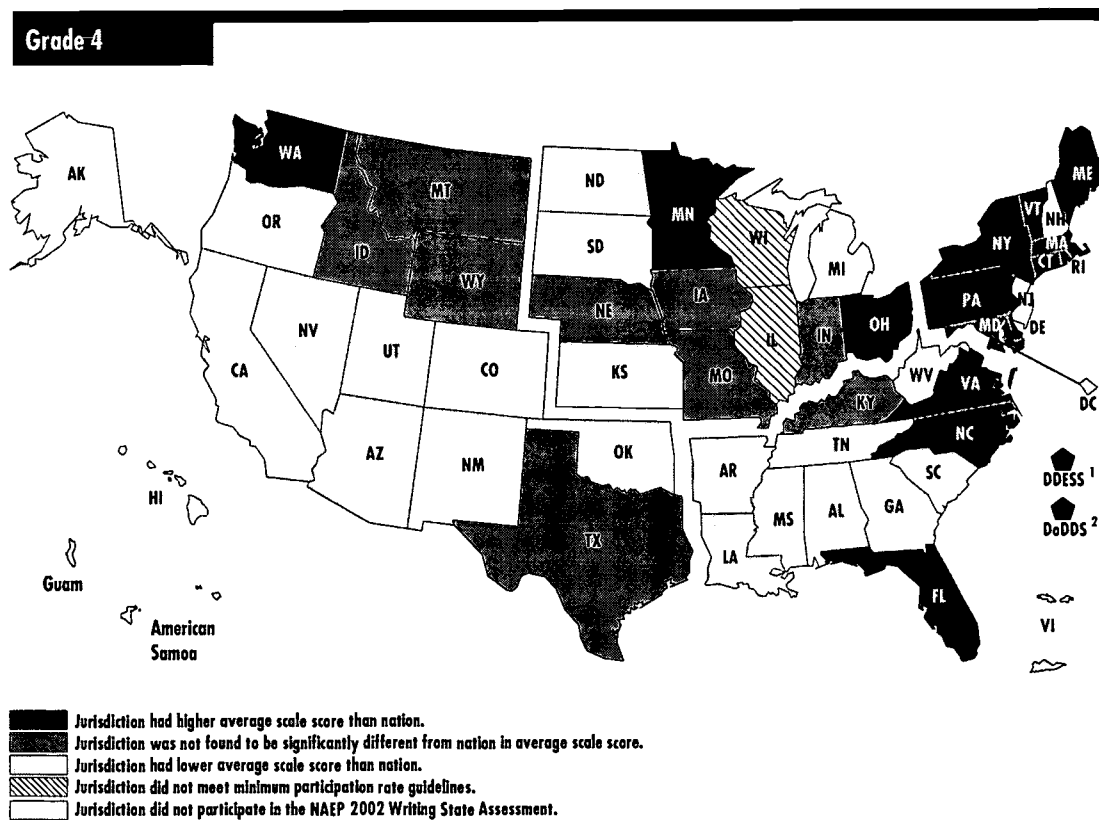 Grade 4
AK
WA
OR
MT
ID
WY
ND
SD
MN
WI
MI
NE
IA
IL
IN
OH
NV
UT
CA
CO
KS
MO
KY
WV
VA
AZ
NM
OK
AR
TN
NC
SC
TX
LA
MS
AL
GA
FL
HI
Guam
American
Samoa
ME
VT
NH
NY
MA
CT
RI
PA
NJ
MD
DE
DC
DDESS 1
DoDDS 2
VI
Jurisdiction had higher average scale score than nation.
Jurisdiction was not found to be significantly different from nation in average scale score.
Jurisdiction had lower average scale score than nation.
Jurisdiction did not meet minimum participation rate guidelines.
Jurisdiction did not participate in the NAEP 2002 Writing State Assessment.